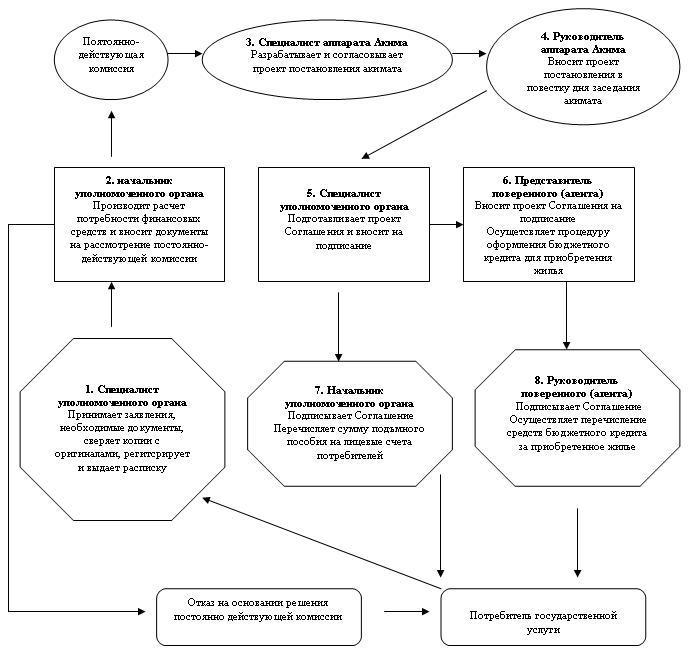 Постоянно-
действующая
комиссия
3. Специалист аппарата Акима
Разрабатывает и согласовывает
проект постановления акимата
4. Руководитель
аппарата Акима
Вносит проект
постановления в
повестку дня заседания
акимата
2. начальник
уполномоченного органа
Производит расчет
потребности финансовых
средств и вносит документы
на рассмотрение постоянно-
действующей комиссии
5. Специалист
уполномоченного органа
Подготавливает проект
Соглашения и вносит на
подписание
6. Представитель
поверенного (агента)
Вносит проект Соглашения на
подписание
Осущетсвляет процедуру
оформления бюджетного
кредита для приобретения
жилья
1. Специалист
уполномоченного органа
Принимает заявления,
необходимые документы,
сверяет копии с
оригиналами, регитсрирует
и выдает расписку
7. Начальник
уполномоченного органа
Подписывает Соглашение
Перечисляет сумму подъмного
пособия на лицевые счета
потребителей
8. Руководитель
поверенного (агента)
Подписывает Соглашение
Осуществляет перечисление
средств бюджетного кредита
за приобретенное жилье
Отказ на основании решения
постоянно действующей комиссии
Потребитель государственной
услуги